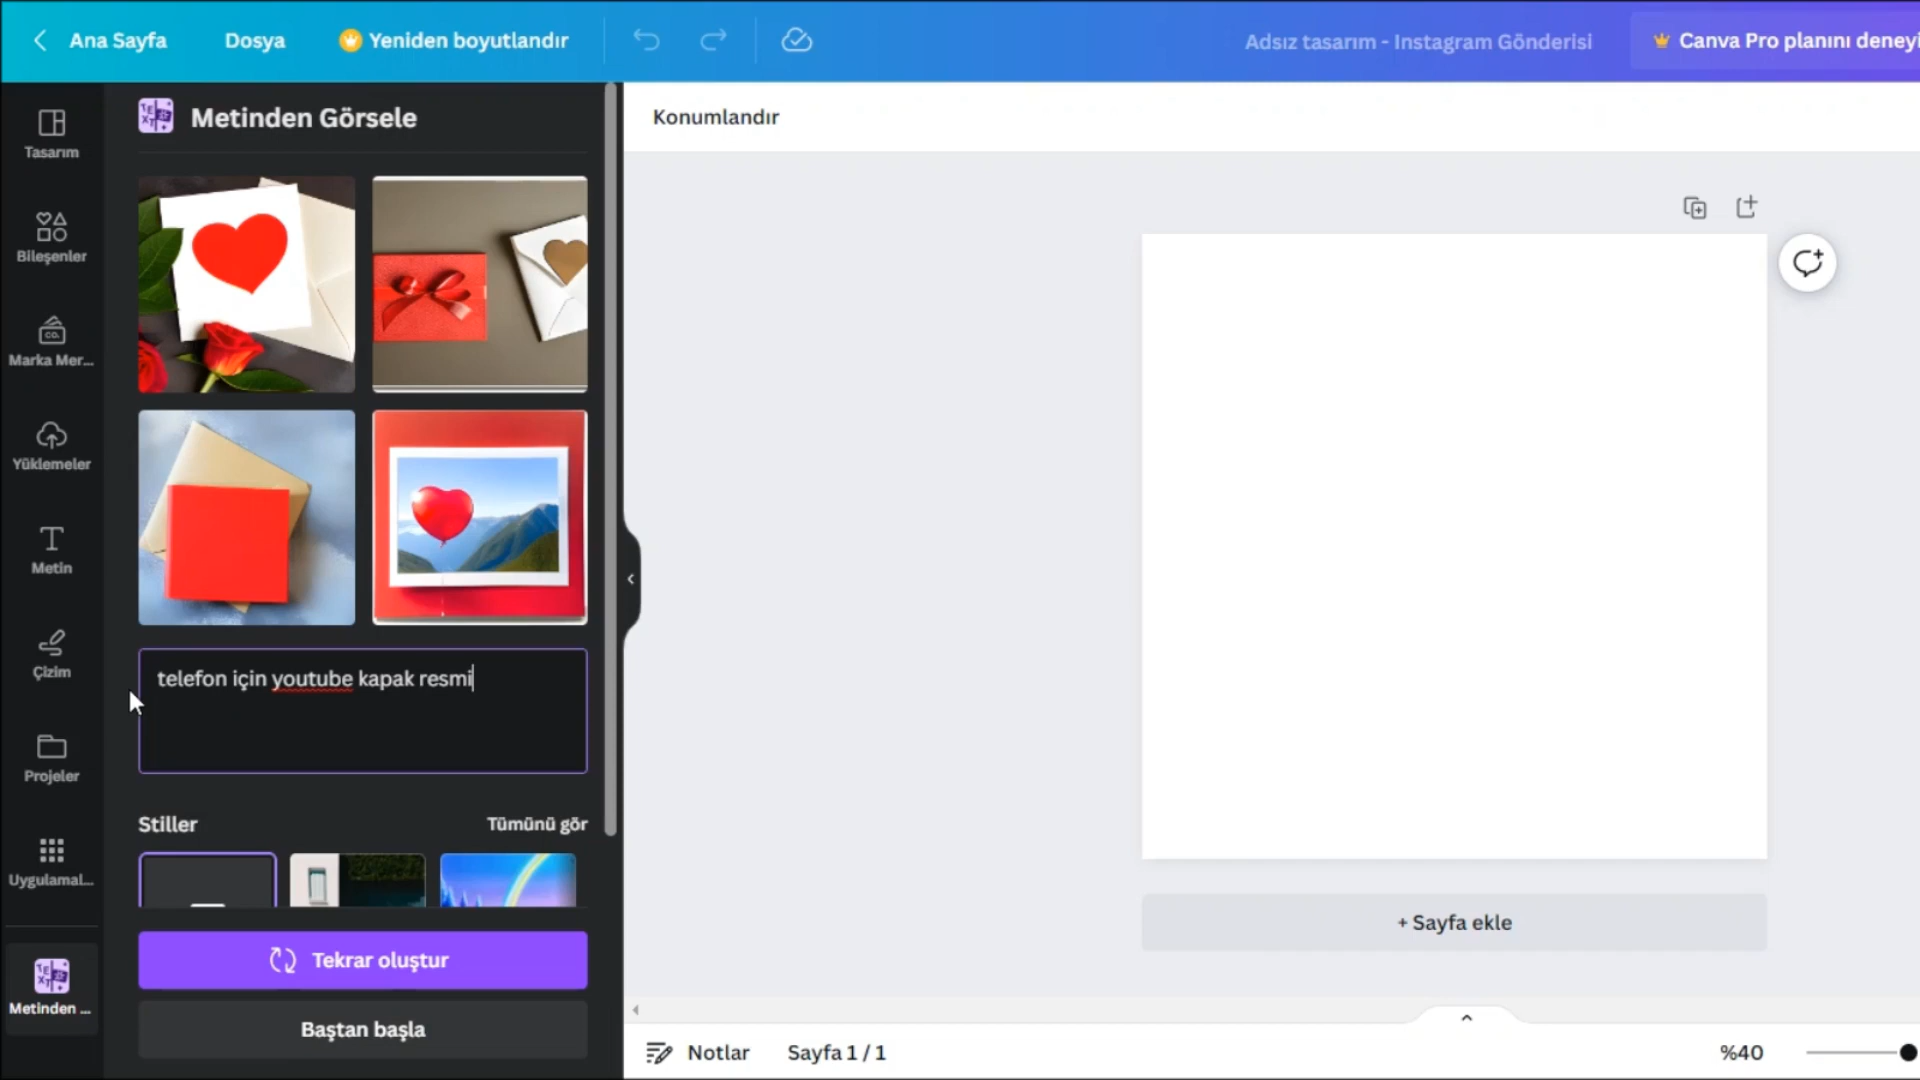 Ana Sayfa
Dosya
Yeniden boyutlandır
Adsız tasarım - Instagram Gönderisi
Canva Pro planını deneyi
Tasarım
Bileşenler
Marka Mer...
Yüklemeler
Metin
Çizim
Projeler
Uygulamal...
Metinden ...
Metinden Görsele
telefon için youtube kapak resmi
Stiller
Tümünü gör
Tekrar oluştur
Baştan başla
Konumlandır
+ Sayfa ekle
Notlar
Sayfa 1 / 1
%40